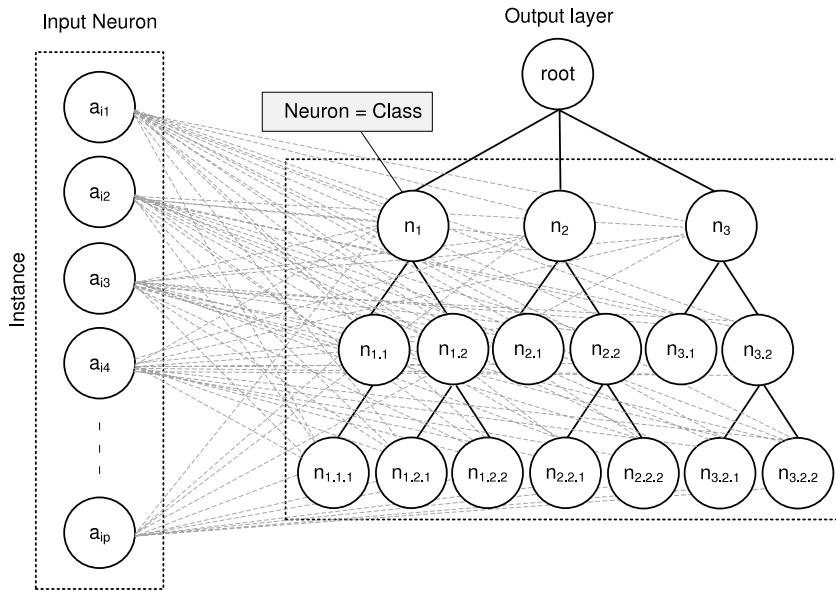 Input Neuron
Output layer
root
Neuron = Class
Instance
a_i1
a_i2
a_i3
a_i4
a_ip
n_1
n_2
n_3
n_1.1
n_1.2
n_2.1
n_2.2
n_3.1
n_3.2
n_1.1.1
n_1.2.1
n_1.2.2
n_2.2.1
n_2.2.2
n_3.2.1
n_3.2.2